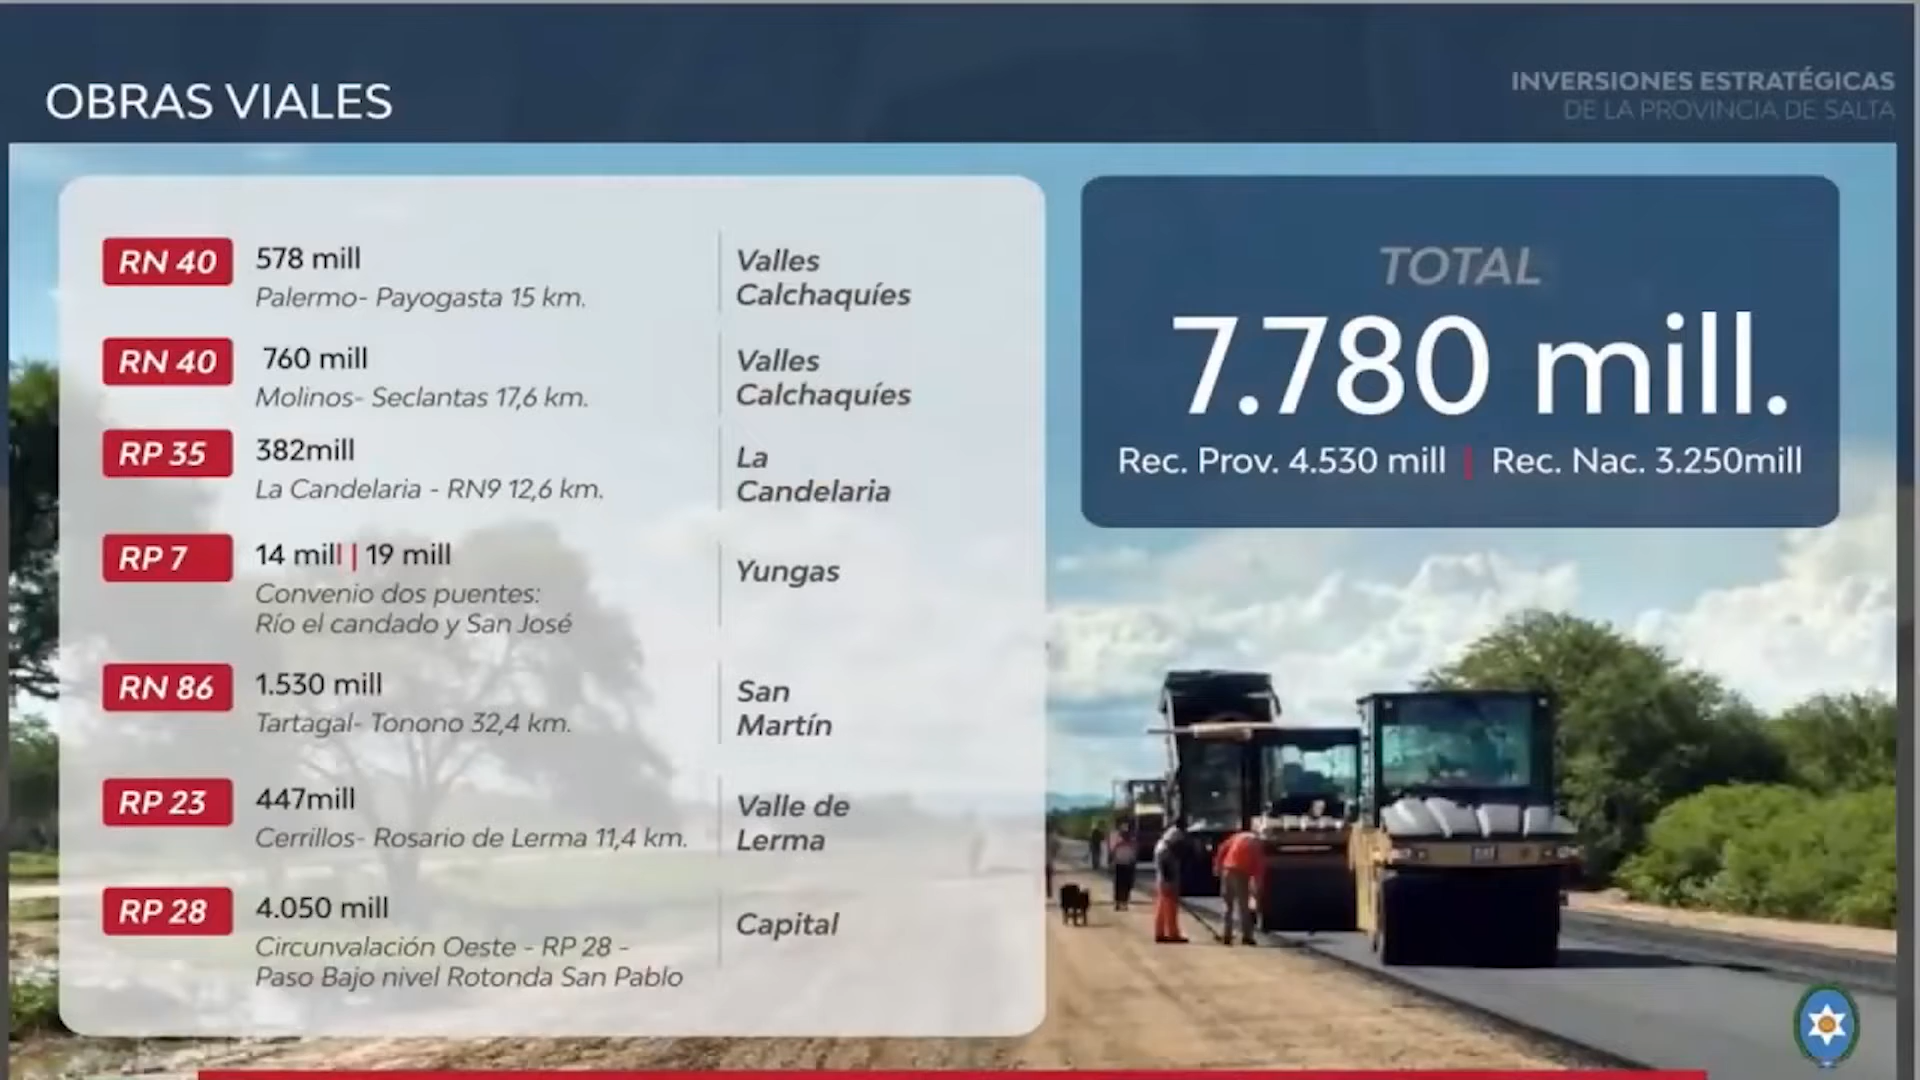 OBRAS VIALES
INVERSIONES ESTRATÉGICAS
DE LA PROVINCIA DE SALTA
RN 40
578 mill
Palermo- Payogasta 15 km.
Valles
Calchaquíes
RN 40
760 mill
Molinos- Seclantas 17,6 km.
Valles
Calchaquíes
RP 35
382mill
La Candelaria - RN9 12,6 km.
La
Candelaria
RP 7
14 mill | 19 mill
Convenio dos puentes:
Río el candado y San José
Yungas
RN 86
1.530 mill
Tartagal- Tonono 32,4 km.
San
Martín
RP 23
447mill
Cerrillos- Rosario de Lerma 11,4 km.
Valle de
Lerma
RP 28
4.050 mill
Circunvalación Oeste - RP 28 -
Paso Bajo nivel Rotonda San Pablo
Capital
TOTAL
7.780 mill.
Rec. Prov. 4.530 mill | Rec. Nac. 3.250mill